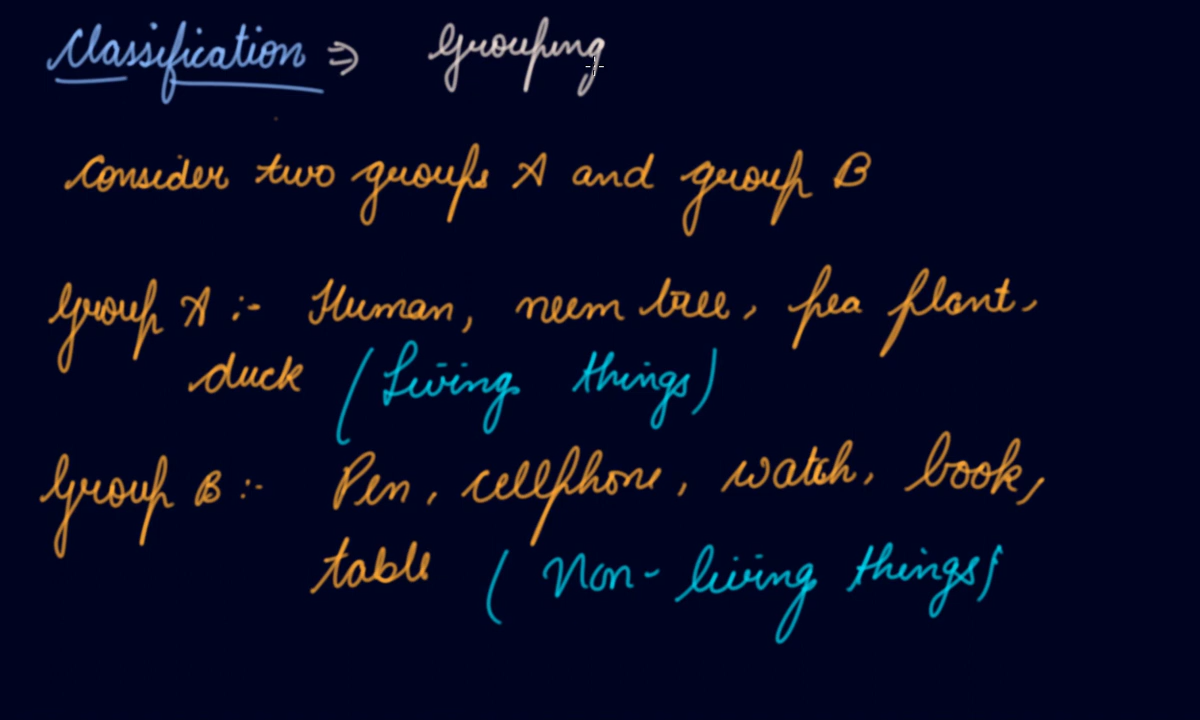 Classification ⇒ Grouping
Consider two groups A and group B
Group A :- Human, neem tree, pea plant,
duck (Living things)
Group B :- Pen, cellphone, watch, book,
table (Non-living things)